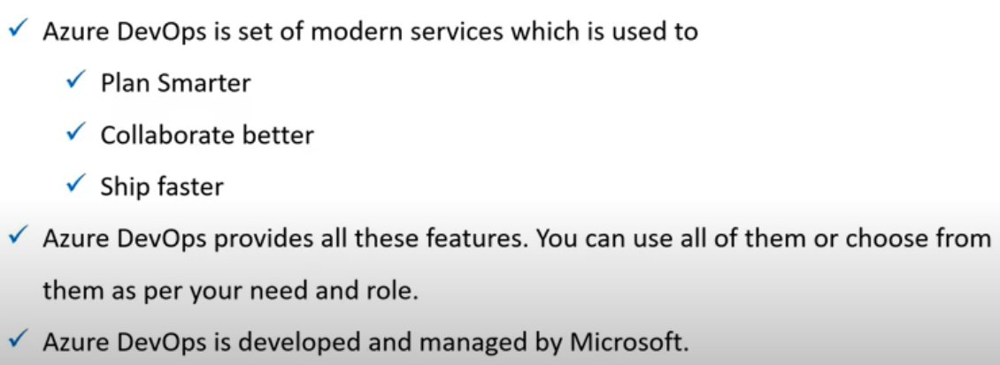 Azure DevOps is set of modern services which is used to
Plan Smarter
Collaborate better
Ship faster
Azure DevOps provides all these features. You can use all of them or choose from
them as per your need and role.
Azure DevOps is developed and managed by Microsoft.